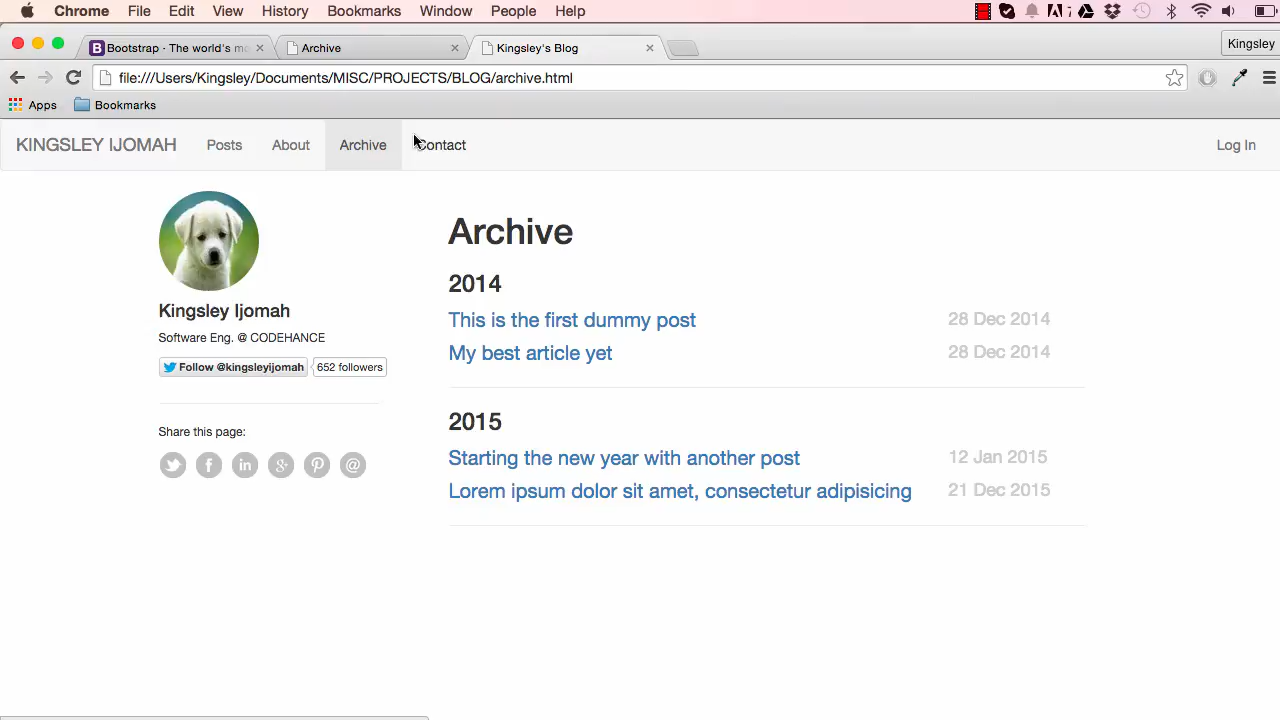 Chrome File Edit View History Bookmarks Window People Help
7
Bootstrap · The world's mo
Archive
Kingsley's Blog
Kingsley
file:///Users/Kingsley/Documents/MISC/PROJECTS/BLOG/archive.html
Apps Bookmarks
KINGSLEY IJOMAH Posts About Archive Contact Log In
Kingsley Ijomah
Software Eng. @ CODEHANCE
Follow @kingsleyijomah 652 followers
Share this page:
Archive
2014
This is the first dummy post 28 Dec 2014
My best article yet 28 Dec 2014
2015
Starting the new year with another post 12 Jan 2015
Lorem ipsum dolor sit amet, consectetur adipisicing 21 Dec 2015